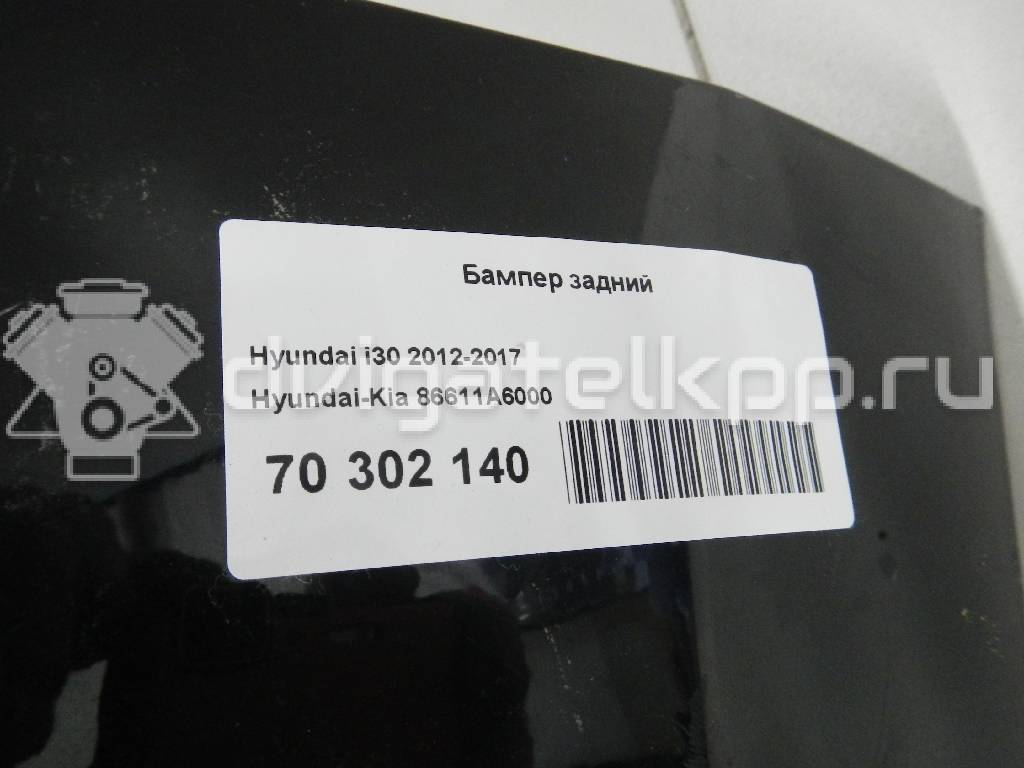 Бампер задний
Hyundai i30 2012-2017
Hyundai-Kia 86611A6000
70 302 140
dvigatelkpp.ru